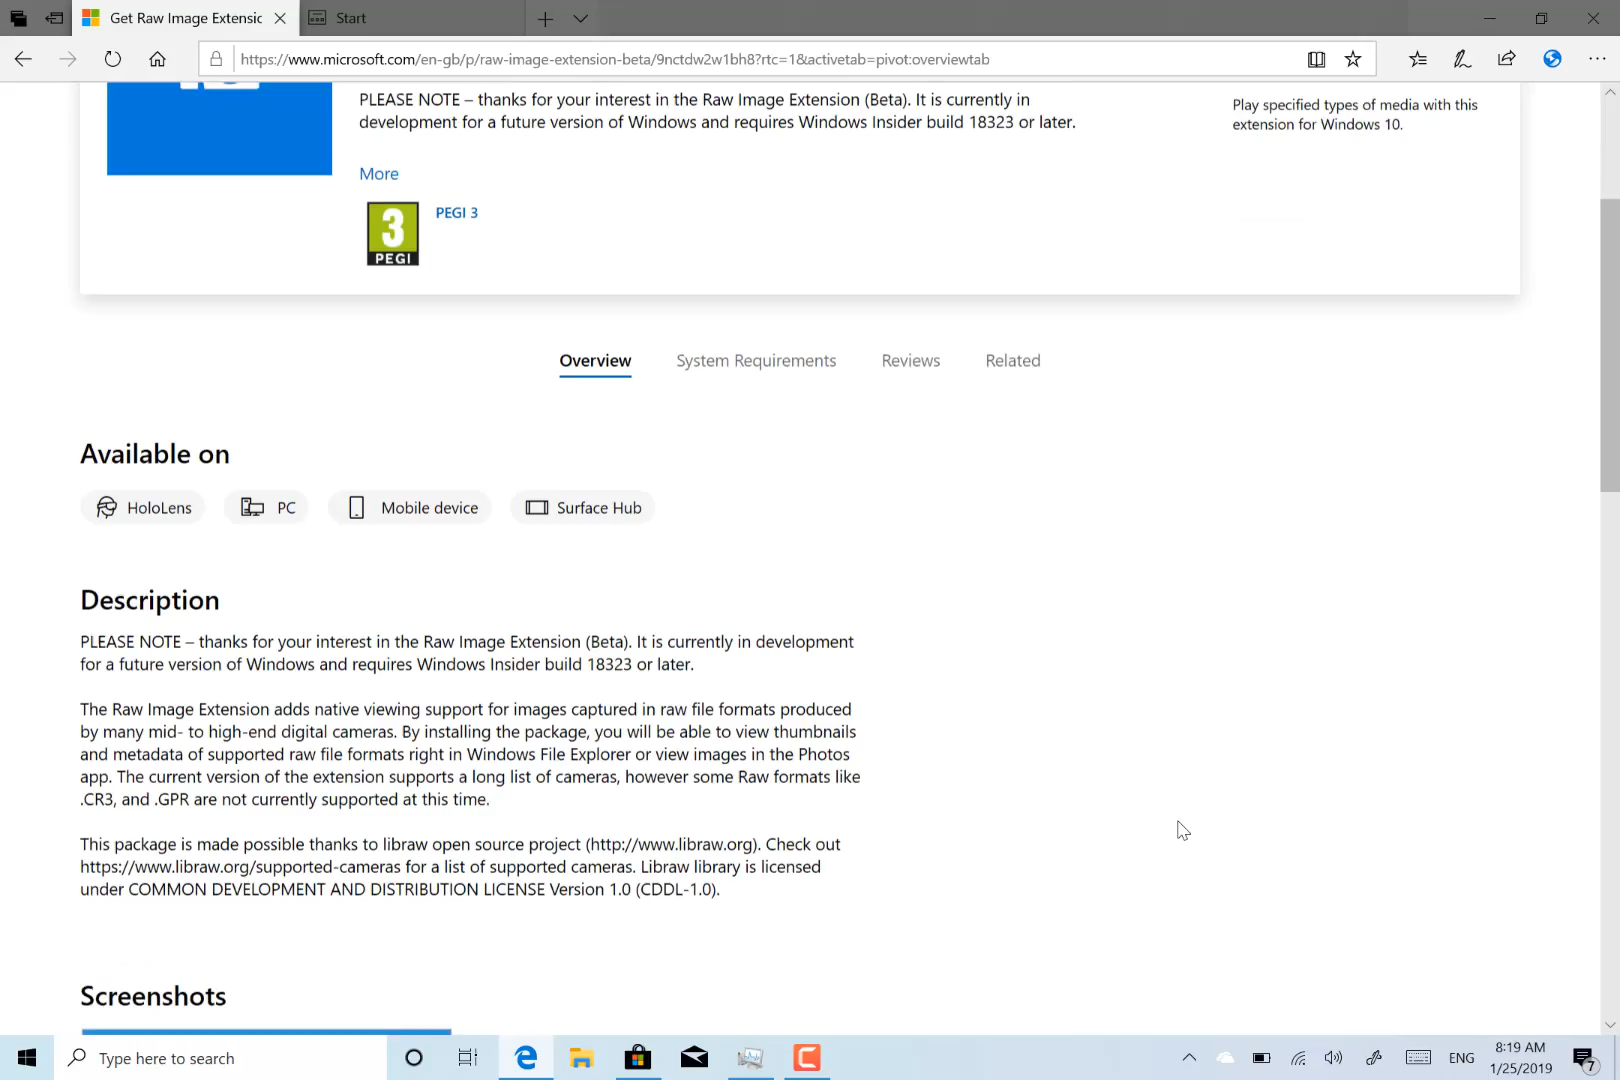 Get Raw Image Extensic
Start
https://www.microsoft.com/en-gb/p/raw-image-extension-beta/9nctdw2w1bh8?rtc=1&activetab=pivot:overviewtab
PLEASE NOTE – thanks for your interest in the Raw Image Extension (Beta). It is currently in
development for a future version of Windows and requires Windows Insider build 18323 or later.
More
3
PEGI
PEGI 3
Play specified types of media with this
extension for Windows 10.
Overview
System Requirements
Reviews
Related
Available on
HoloLens
PC
Mobile device
Surface Hub
Description
PLEASE NOTE – thanks for your interest in the Raw Image Extension (Beta). It is currently in development
for a future version of Windows and requires Windows Insider build 18323 or later.
The Raw Image Extension adds native viewing support for images captured in raw file formats produced
by many mid- to high-end digital cameras. By installing the package, you will be able to view thumbnails
and metadata of supported raw file formats right in Windows File Explorer or view images in the Photos
app. The current version of the extension supports a long list of cameras, however some Raw formats like
.CR3, and .GPR are not currently supported at this time.
This package is made possible thanks to libraw open source project (http://www.libraw.org). Check out
https://www.libraw.org/supported-cameras for a list of supported cameras. Libraw library is licensed
under COMMON DEVELOPMENT AND DISTRIBUTION LICENSE Version 1.0 (CDDL-1.0).
Screenshots
Type here to search
ENG
8:19 AM
1/25/2019
7